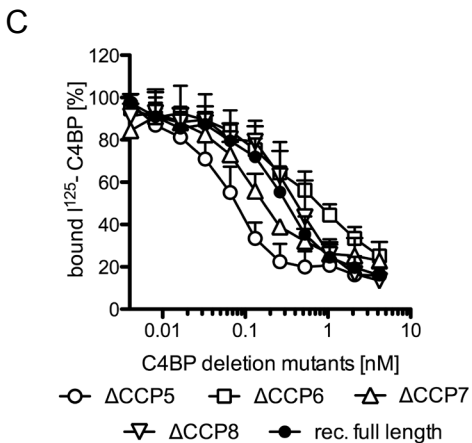 C
120
100
80
60
40
20
0
bound I125- C4BP [%]
0.01 0.1 1 10
C4BP deletion mutants [nM]
ΔCCP5 ΔCCP6 ΔCCP7
ΔCCP8 rec. full length